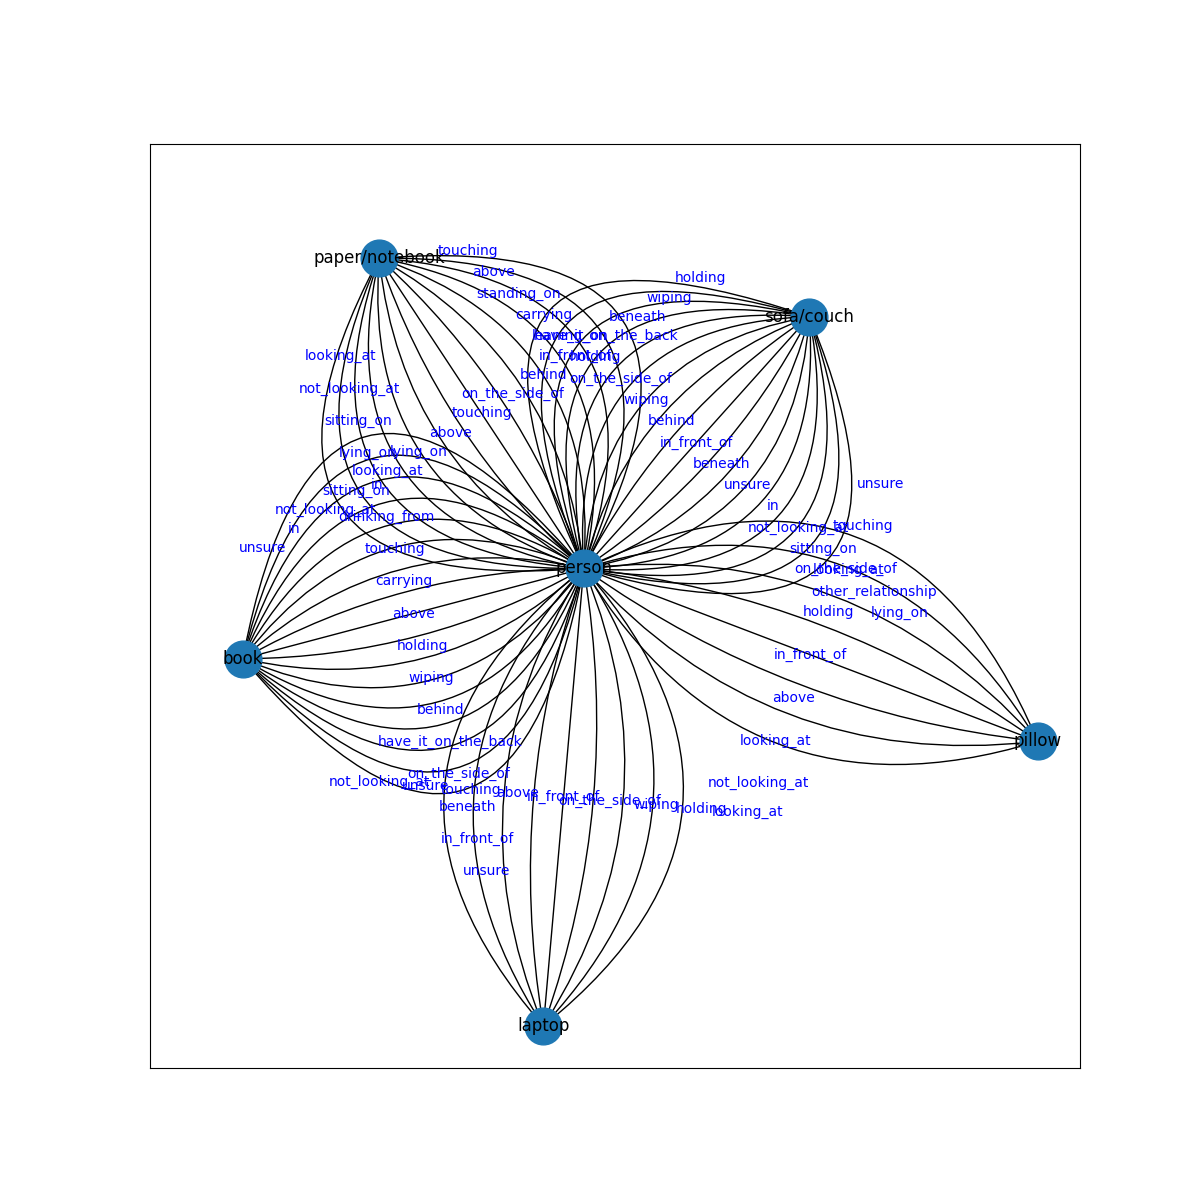 touching
paper/notebook
above
holding
standing_on
wiping
carrying
beneath
sofa/couch
have_it_on_the_back
looking_at
in_front_of
holding
behind
on_the_side_of
not_looking_at
on_the_side_of
wiping
touching
sitting_on
behind
above
in_front_of
lying_on
lying_on
beneath
looking_at
in
unsure
unsure
sitting_on
in
not_looking_at
drinking_from
in
not_looking_at
touching
unsure
touching
sitting_on
person
on_the_side_of
looking_at
carrying
other_relationship
above
holding
lying_on
holding
book
in_front_of
wiping
above
behind
have_it_on_the_back
looking_at
pillow
on_the_side_of
not_looking_at
unsure
touching
above
in_front_of
on_the_side_of
wiping
holding
looking_at
not_looking_at
beneath
in_front_of
unsure
laptop